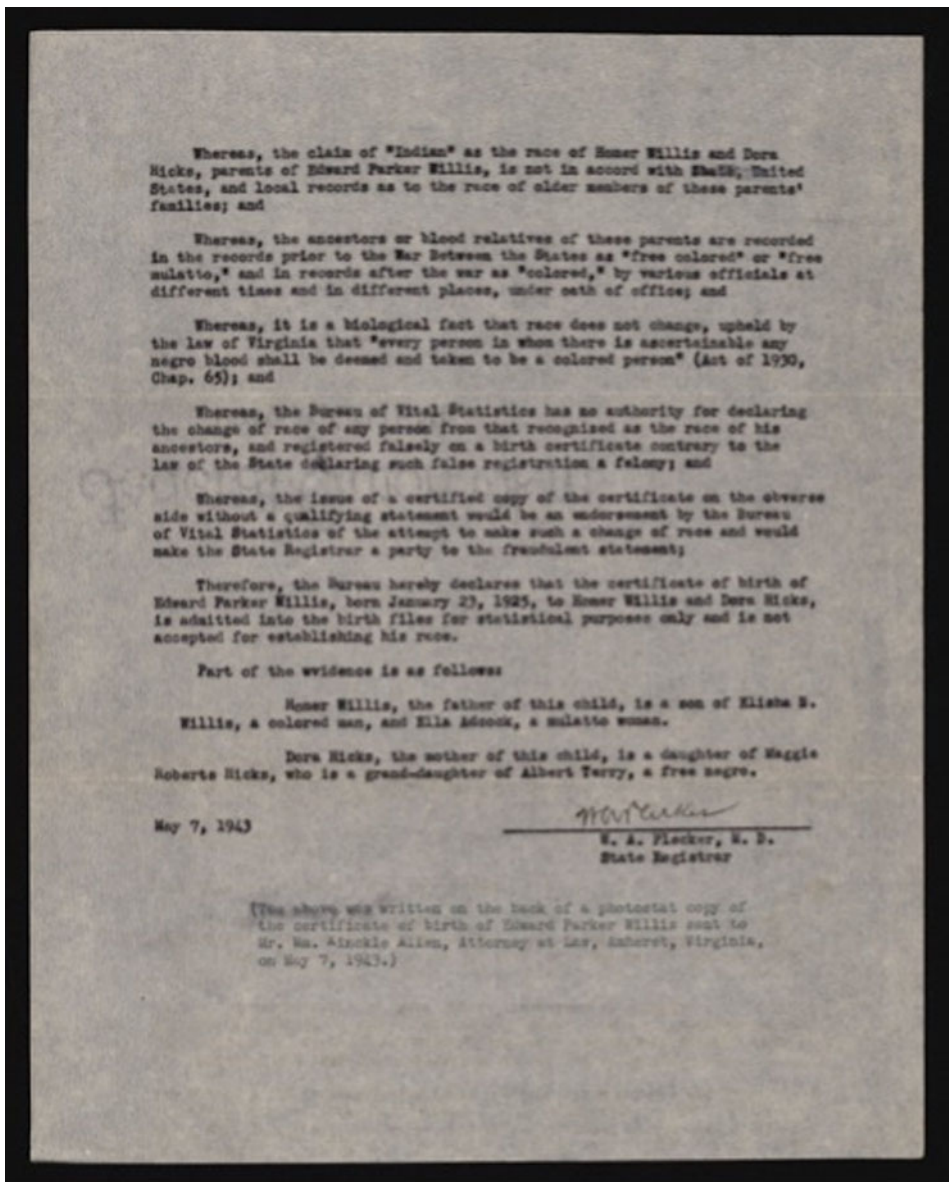 Whereas, the claim of "Indian" as the race of Homer Willis and Dora
Hicks, parents of Edward Parker Willis, is not in accord with State, United
States, and local records as to the race of older members of these parents'
families; and
Whereas, the ancestors or blood relatives of these parents are recorded
in the records prior to the War Between the States as "free colored" or "free
mulatto," and in records after the war as "colored," by various officials at
different times and in different places, under oath of office; and
Whereas, it is a biological fact that race does not change, upheld by
the law of Virginia that "every person in whom there is ascertainable any
negro blood shall be deemed and taken to be a colored person" (Act of 1930,
Chap. 65); and
Whereas, the Bureau of Vital Statistics has no authority for declaring
the change of race of any person from that recognized as the race of his
ancestors, and registered falsely on a birth certificate contrary to the
law of the State declaring such false registration a felony; and
Whereas, the issue of a certified copy of the certificate on the obverse
side without a qualifying statement would be an endorsement by the Bureau
of Vital Statistics of the attempt to make such a change of race and would
make the State Registrar a party to the fraudulent statement;
Therefore, the Bureau hereby declares that the certificate of birth of
Edward Parker Willis, born January 23, 1925, to Homer Willis and Dora Hicks,
is admitted into the birth files for statistical purposes only and is not
accepted for establishing his race.
Part of the evidence is as follows:
Homer Willis, the father of this child, is a son of Elisha B.
Willis, a colored man, and Ella Adcock, a mulatto woman.
Dora Hicks, the mother of this child, is a daughter of Maggie
Roberts Hicks, who is a grand-daughter of Albert Terry, a free negro.
May 7, 1943
W. A. Plecker, M. D.
State Registrar
(The above was written on the back of a photostat copy of
the certificate of birth of Edward Parker Willis sent to
Mr. Wm. Kinckle Allen, Attorney at Law, Amherst, Virginia,
on May 7, 1943.)